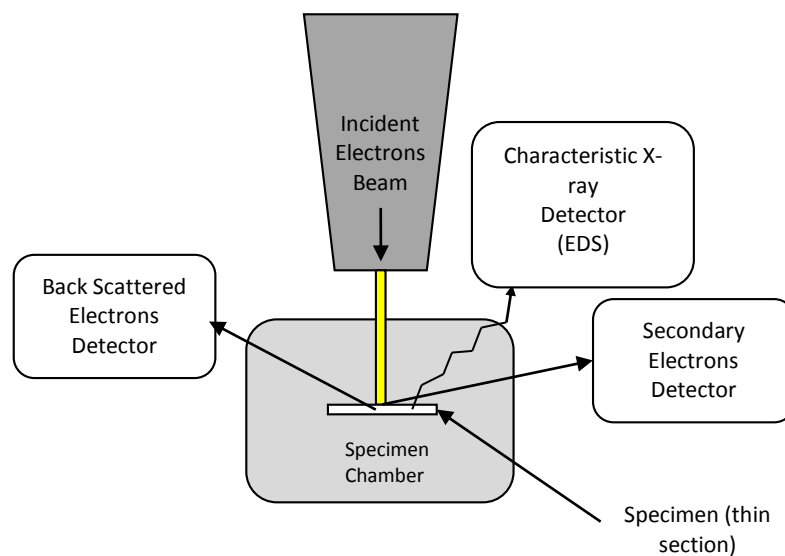 Incident
Electrons
Beam
Characteristic X-
ray
Detector
(EDS)
Back Scattered
Electrons
Detector
Secondary
Electrons
Detector
Specimen
Chamber
Specimen (thin
section)